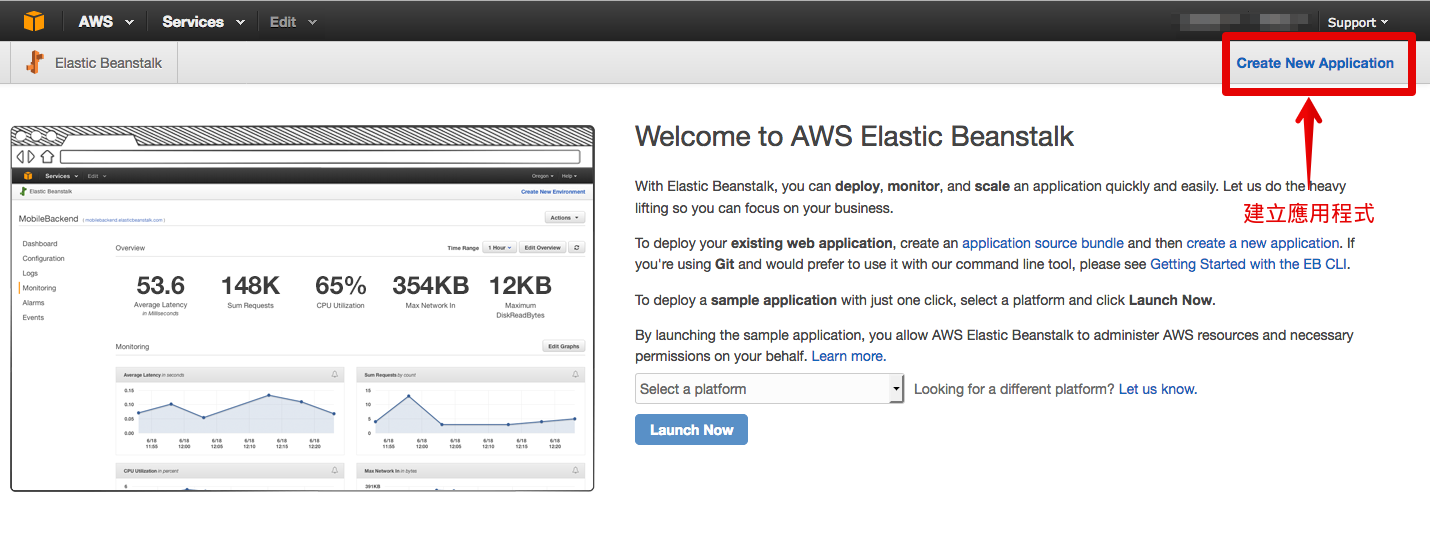 AWS Services Edit Support
Elastic Beanstalk Create New Application
Services Edit Oregon Help
Elastic Beanstalk Create New Environment
MobileBackend ( mobilebackend.elasticbeanstalk.com ) Actions
Dashboard
Configuration
Logs
Monitoring
Alarms
Events
Overview Time Range 1 Hour Edit Overview
53.6 148K 65% 354KB 12KB
Average Latency Sum Requests CPU Utilization Max Network In Maximum
in Milliseconds DiskReadBytes
Monitoring Edit Graphs
Average Latency in seconds
0.15
0.10
0.05
0.00
6/18 6/18 6/18 6/18 6/18 6/18
11:55 12:00 12:05 12:10 12:15 12:20
Sum Requests by count
15
10
5
0
6/18 6/18 6/18 6/18 6/18 6/18
11:55 12:00 12:05 12:10 12:15 12:20
CPU Utilization in percent
6
Max Network In in bytes
391KB
Welcome to AWS Elastic Beanstalk
With Elastic Beanstalk, you can deploy, monitor, and scale an application quickly and easily. Let us do the heavy
lifting so you can focus on your business.
建立應用程式
To deploy your existing web application, create an application source bundle and then create a new application. If
you're using Git and would prefer to use it with our command line tool, please see Getting Started with the EB CLI.
To deploy a sample application with just one click, select a platform and click Launch Now.
By launching the sample application, you allow AWS Elastic Beanstalk to administer AWS resources and necessary
permissions on your behalf. Learn more.
Select a platform Looking for a different platform? Let us know.
Launch Now